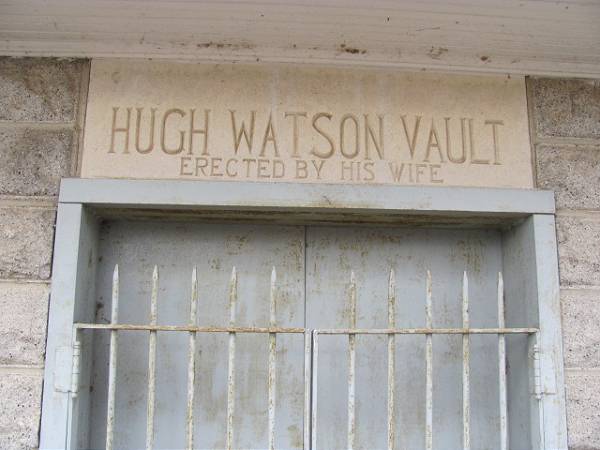 HUGH WATSON VAULT
ERECTED BY HIS WIFE